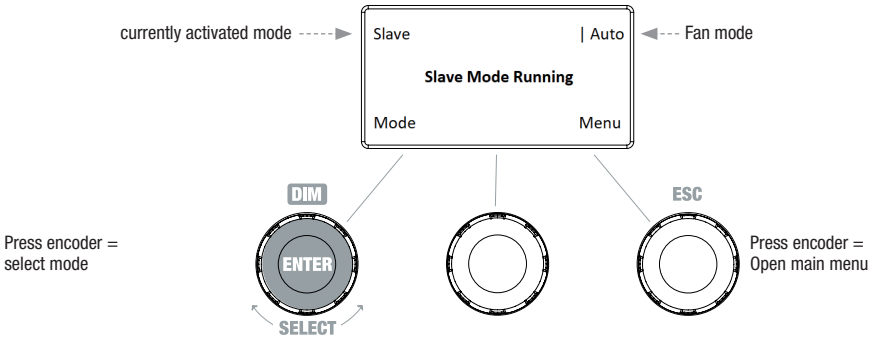 currently activated mode
Slave
| Auto
Fan mode
Slave Mode Running
Mode
Menu
DIM
ESC
Press encoder =
select mode
ENTER
Press encoder =
Open main menu
SELECT